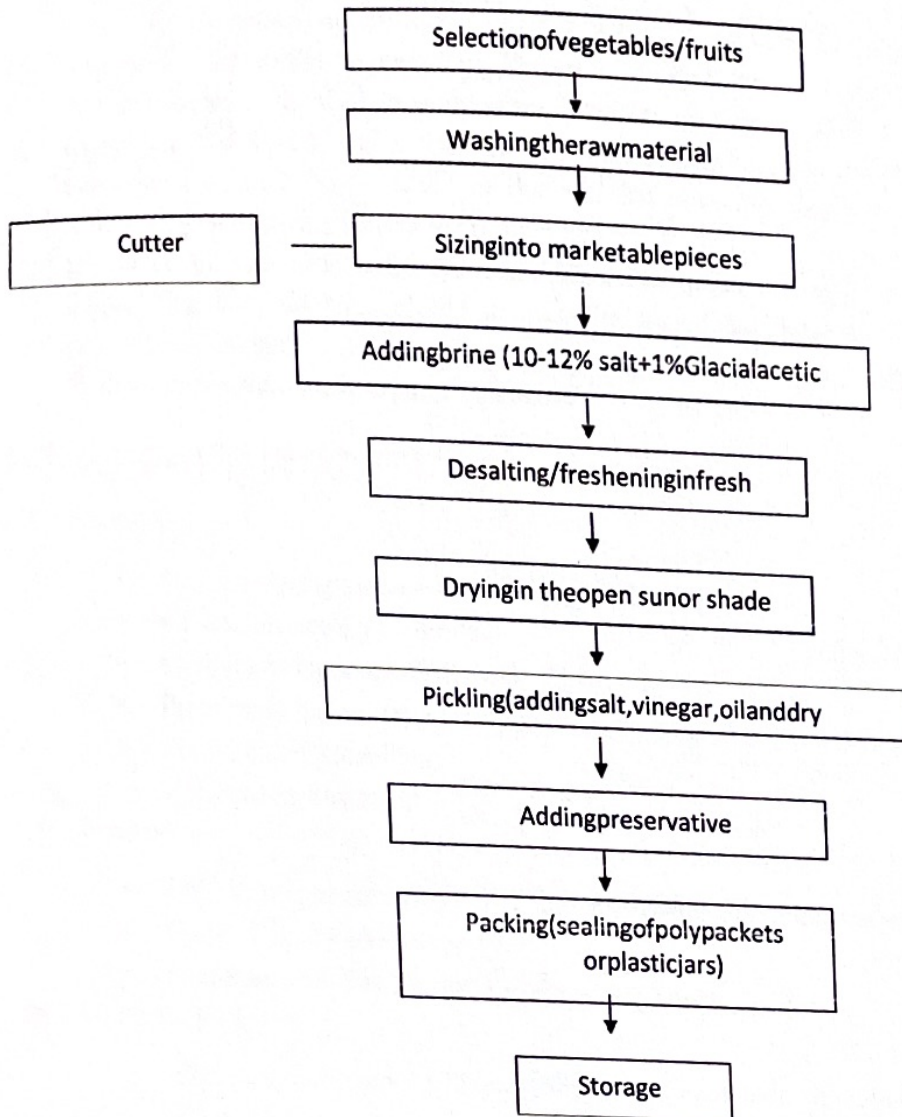 Selectionofvegetables/fruits
Washingtherawmaterial
Cutter
Sizinginto marketablepieces
Addingbrine (10-12% salt+1%Glacialacetic
Desalting/fresheninginfresh
Dryingin theopen sunor shade
Pickling(addingsalt,vinegar,oilanddry
Addingpreservative
Packing(sealingofpolypackets
orplasticjars)
Storage